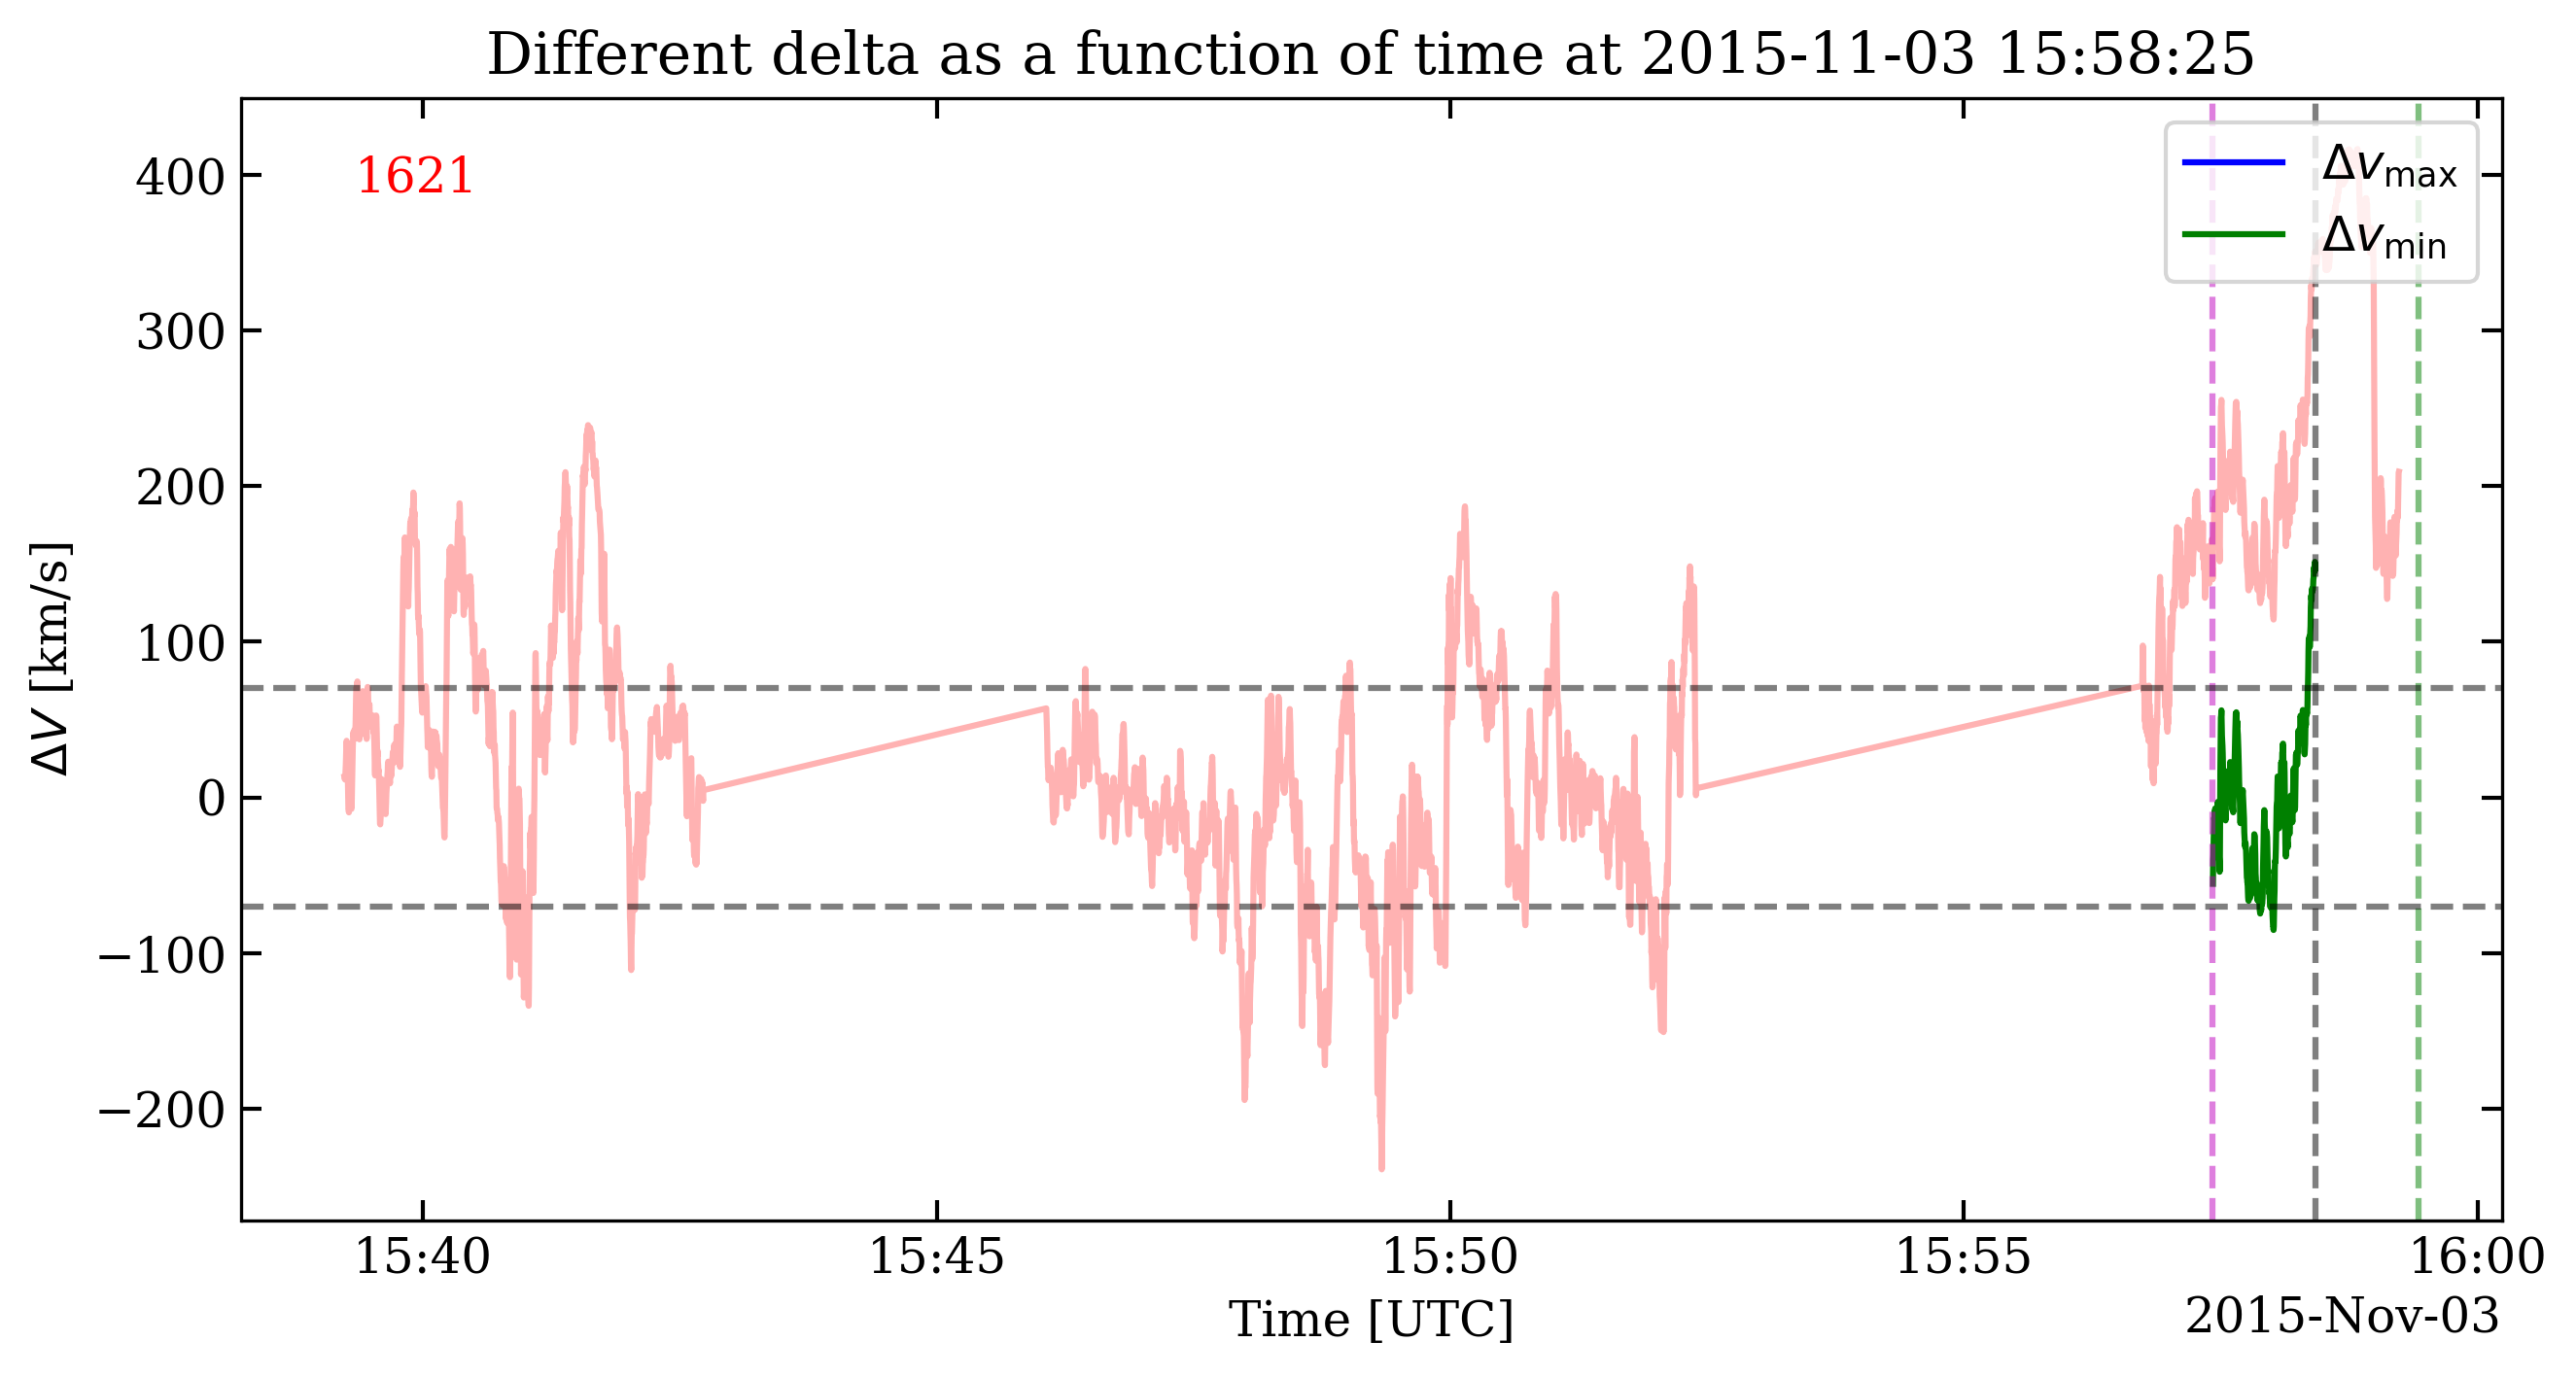 Different delta as a function of time at 2015-11-03 15:58:25
1621
Δv_max
Δv_min
400
300
200
100
0
−100
−200
ΔV [km/s]
15:40 15:45 15:50 15:55 16:00
Time [UTC]
2015-Nov-03